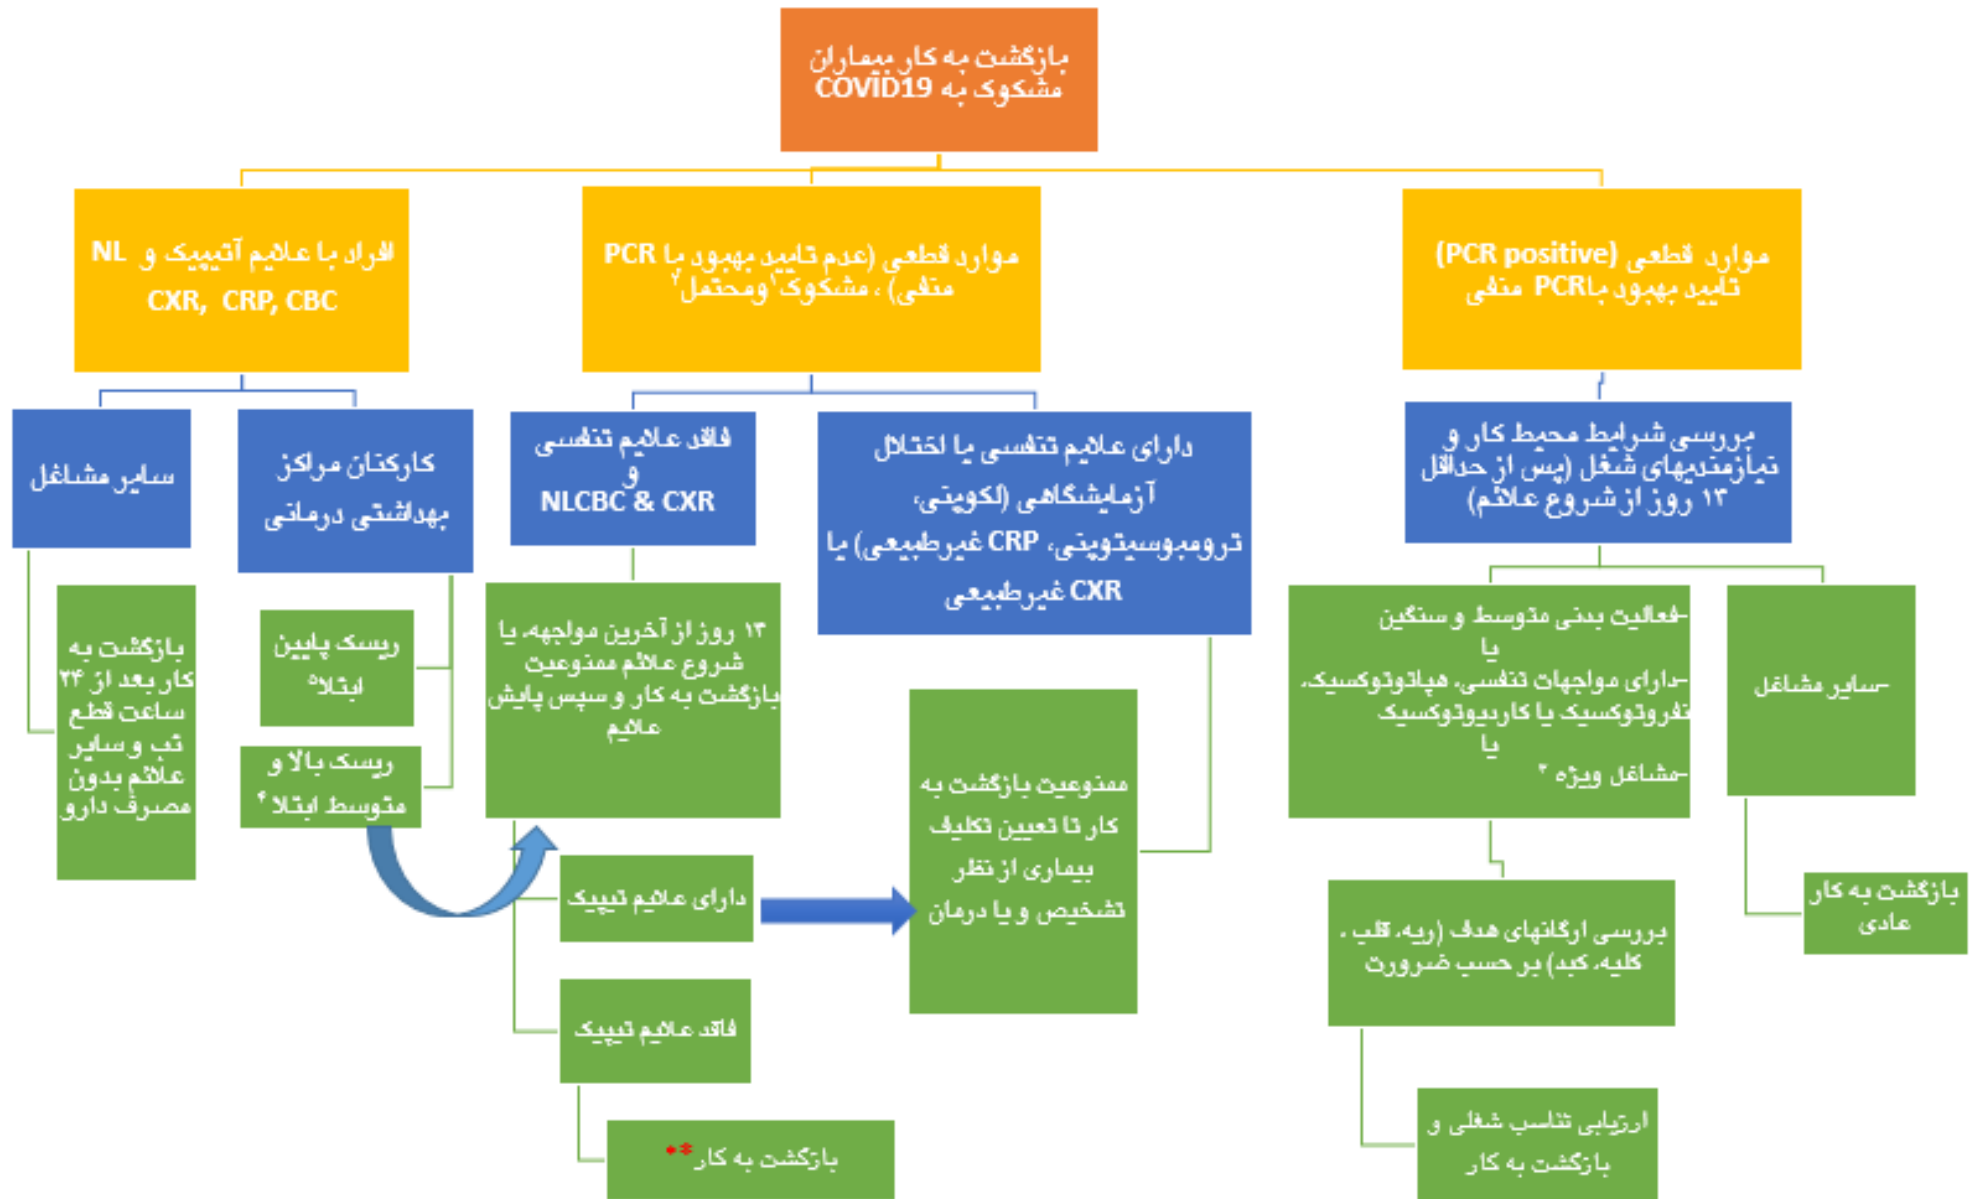 بازگشت به کار بیماران
مشکوک به COVID19
موارد قطعی (PCR positive)
تایید بهبود باPCR منفی
موارد قطعی (عدم تایید بهبود با PCR
منفی) ، مشکوک۱ ومحتمل۲
افراد با علایم آتیپیک و NL
CXR, CRP, CBC
بررسی شرایط محیط کار و
نیازمندیهای شغل (پس از حداقل
۱۴ روز از شروع علائم)
دارای علایم تنفسی یا اختلال
آزمایشگاهی (لکوپنی،
ترومبوسیتوپنی، CRP غیرطبیعی) یا
CXR غیرطبیعی
فاقد علایم تنفسی
و
NLCBC & CXR
کارکنان مراکز
بهداشتی درمانی
سایر مشاغل
-سایر مشاغل
-فعالیت بدنی متوسط و سنگین
یا
-دارای مواجهات تنفسی، هپاتوتوکسیک،
نفروتوکسیک یا کاردیوتوکسیک
یا
-مشاغل ویژه ۳
۱۴ روز از آخرین مواجهه، یا
شروع علائم ممنوعیت
بازگشت به کار و سپس پایش
علایم
ریسک پایین
ابتلا۵
ریسک بالا و
متوسط ابتلا ۴
بازگشت به
کار بعد از ۲۴
ساعت قطع
تب و سایر
علائم بدون
مصرف دارو
ممنوعیت بازگشت به
کار تا تعیین تکلیف
بیماری از نظر
تشخیص و یا درمان
دارای علایم تیپیک
فاقد علایم تیپیک
بازگشت به کار**
بازگشت به کار
عادی
بررسی ارگانهای هدف (ریه، قلب ،
کلیه، کبد) بر حسب ضرورت
ارزیابی تناسب شغلی و
بازگشت به کار